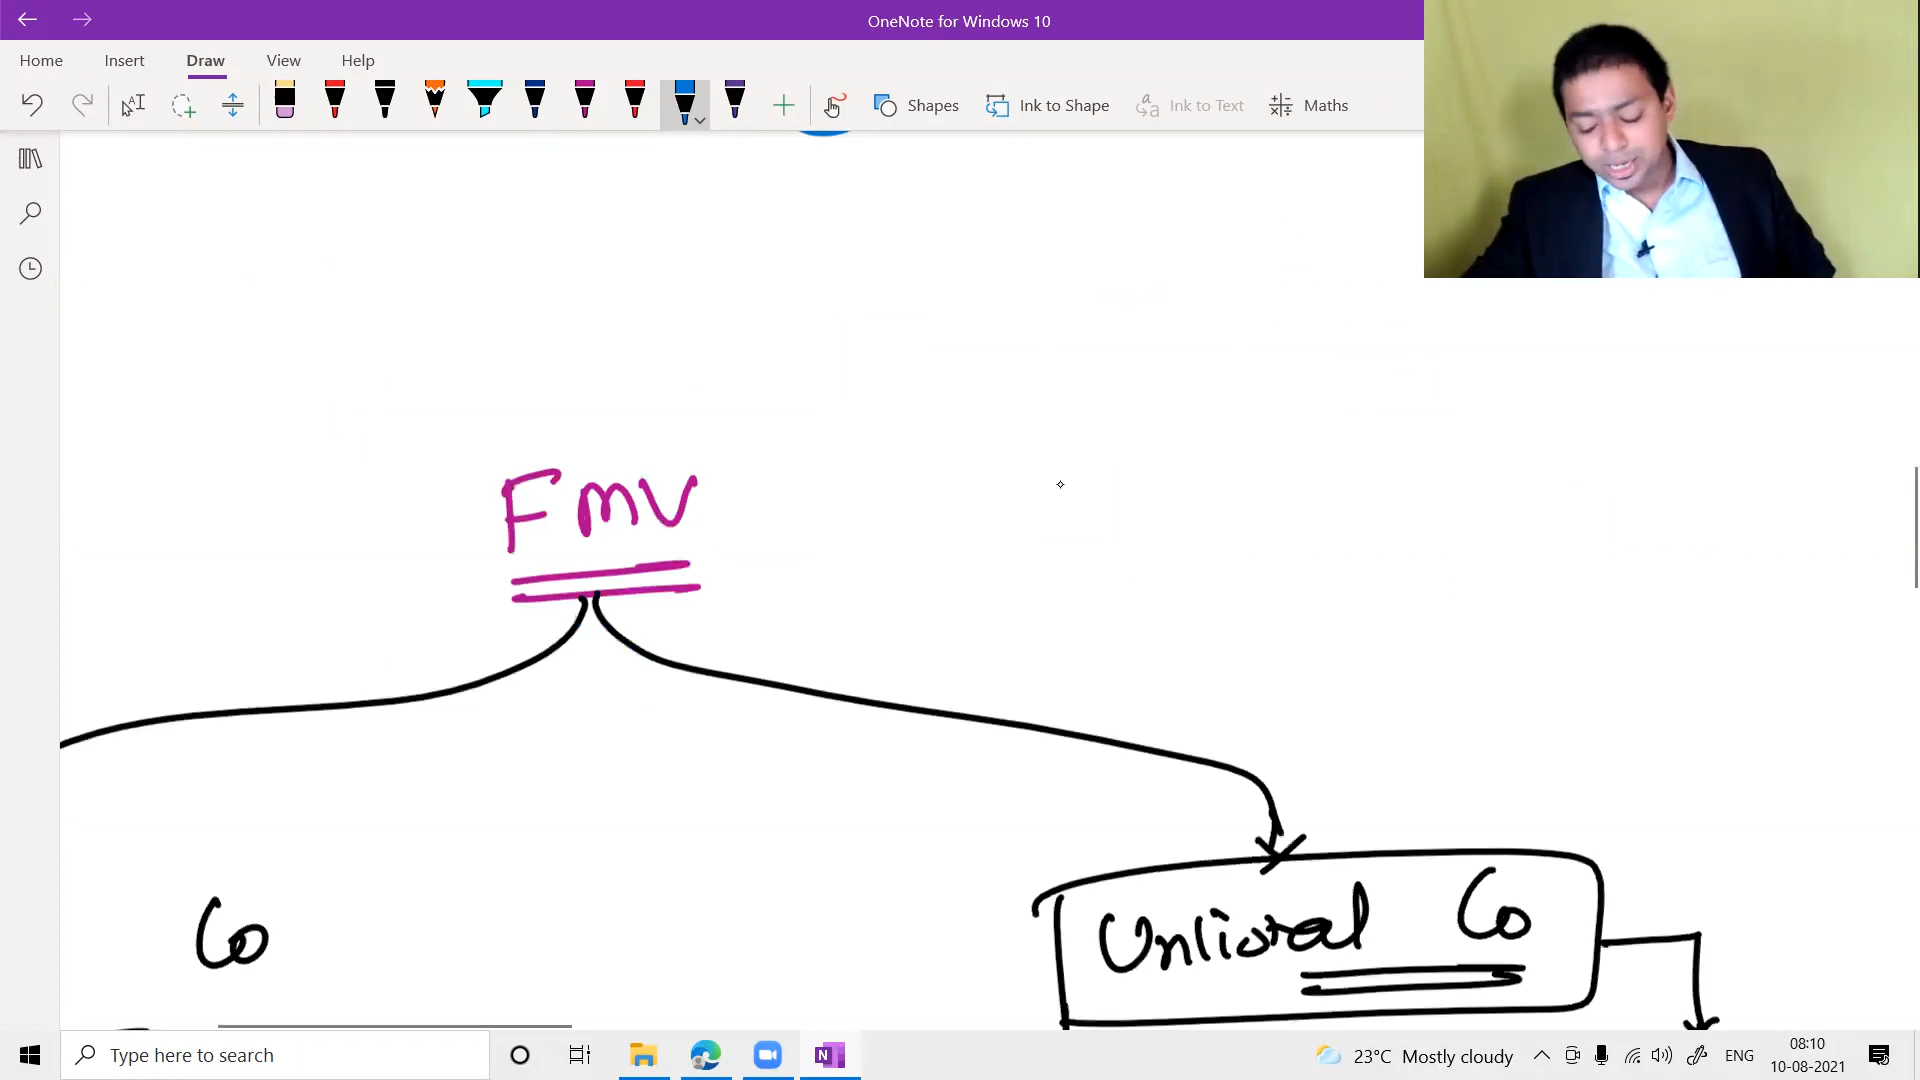 OneNote for Windows 10
Home Insert Draw View Help
Shapes Ink to Shape Ink to Text Maths
Fmv
Co
Unlisted Co
Type here to search
23°C Mostly cloudy
ENG
08:10
10-08-2021